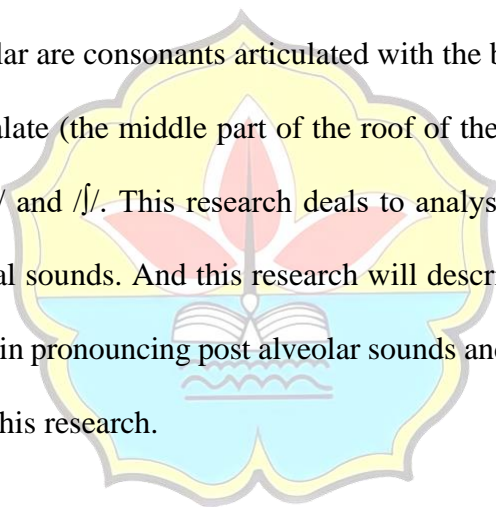 lar are consonants articulated with the b
alate (the middle part of the roof of the
/ and /ʃ/. This research deals to analys
al sounds. And this research will descri
in pronouncing post alveolar sounds and
his research.